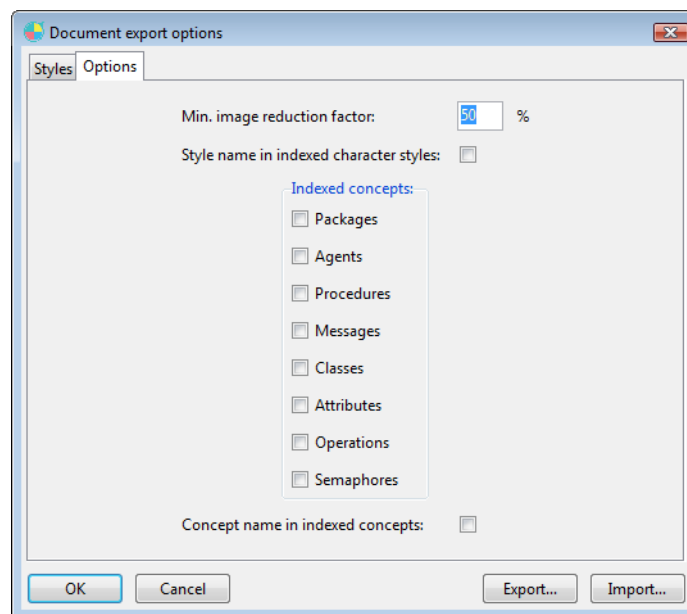 Document export options
Styles Options
Min. image reduction factor: 50 %
Style name in indexed character styles:
Indexed concepts:
Packages
Agents
Procedures
Messages
Classes
Attributes
Operations
Semaphores
Concept name in indexed concepts:
OK Cancel Export... Import...